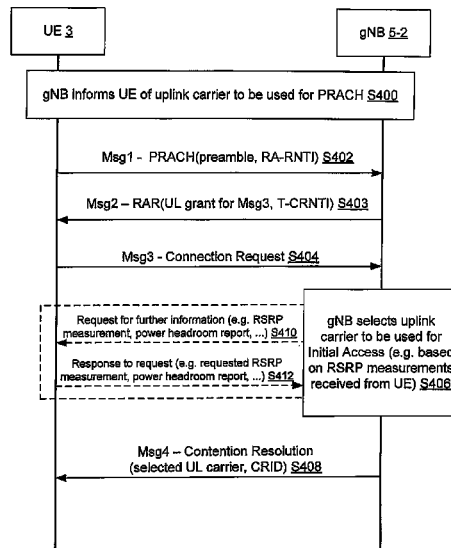 UE 3
gNB 5-2
gNB informs UE of uplink carrier to be used for PRACH S400
Msg1 - PRACH(preamble, RA-RNTI) S402
Msg2 – RAR(UL grant for Msg3, T-CRNTI) S403
Msg3 - Connection Request S404
Request for further information (e.g. RSRP
measurement, power headroom report, ...) S410
Response to request (e.g. requested RSRP
measurement, power headroom report, ...) S412
gNB selects uplink
carrier to be used for
Initial Access (e.g. based
on RSRP measurements
received from UE) S406
Msg4 – Contention Resolution
(selected UL carrier, CRID) S408